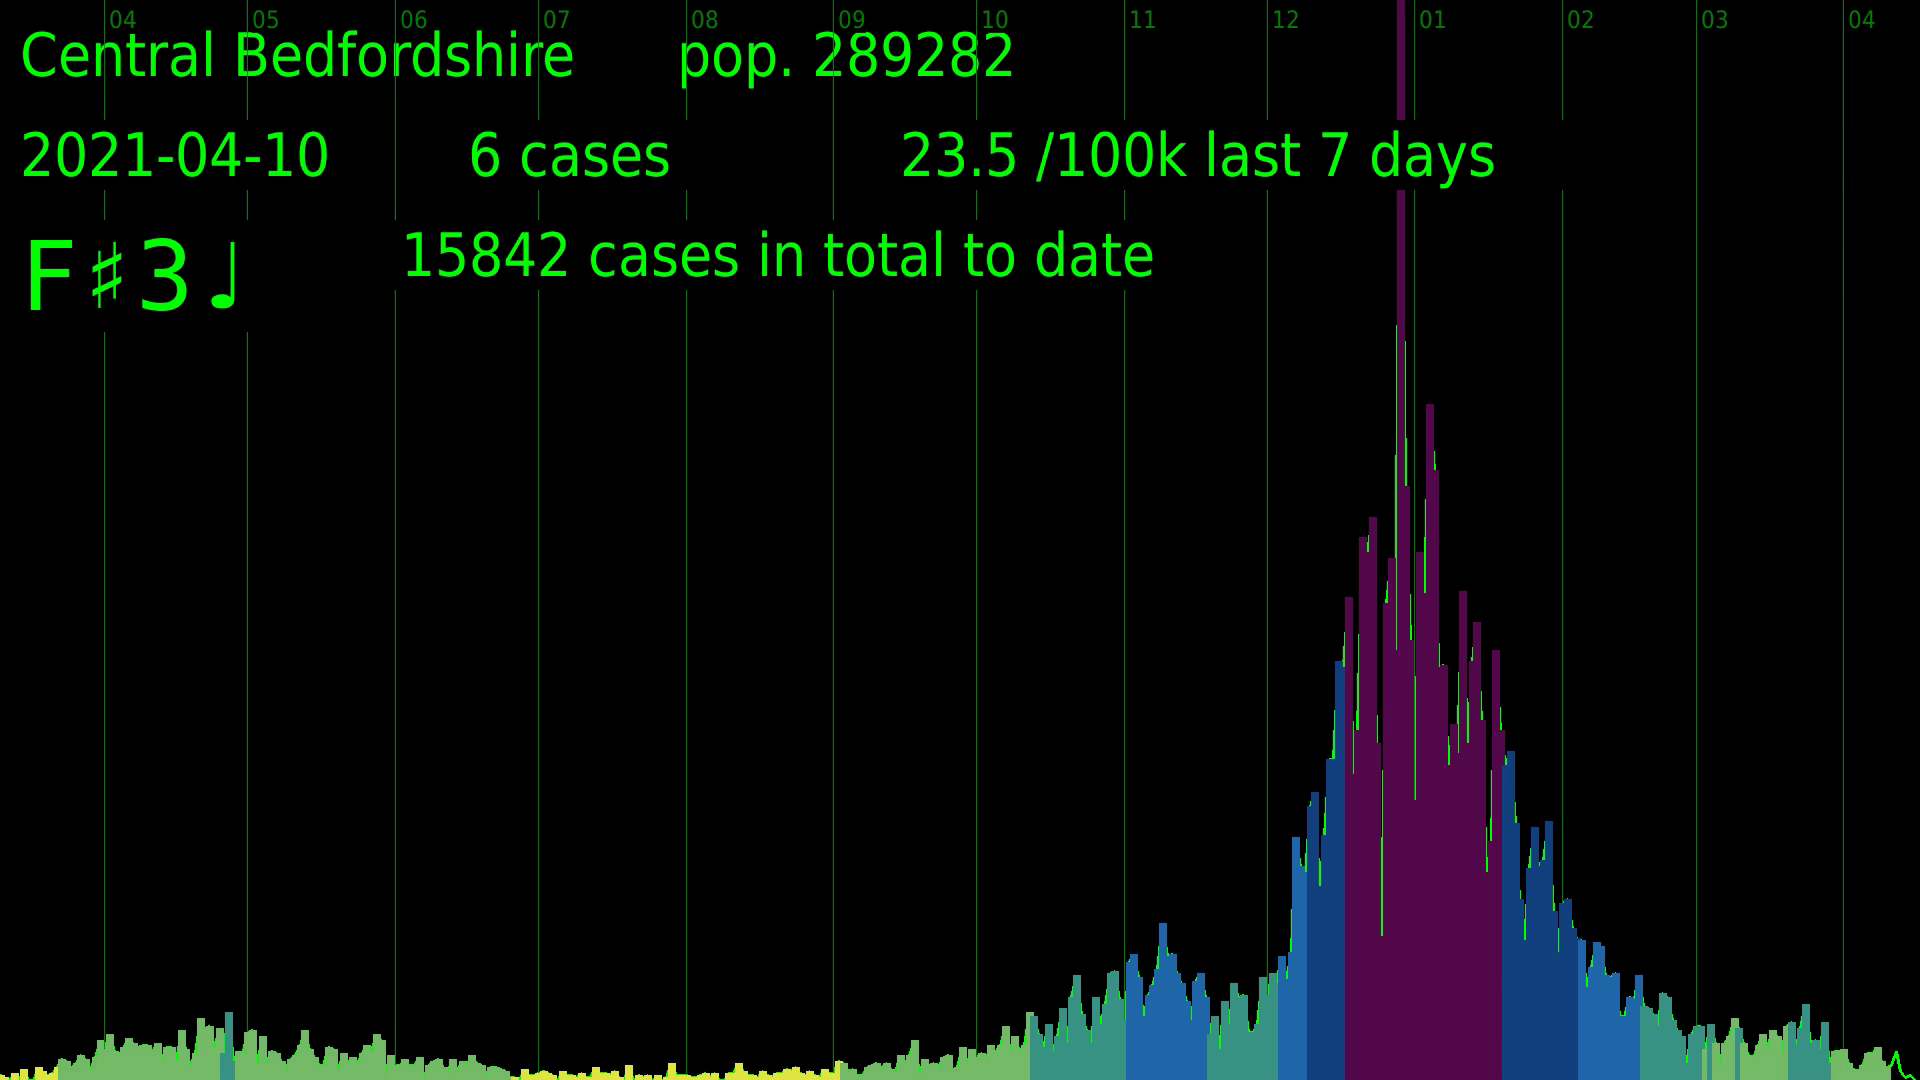 04 05 06 07 08 09 10 11 12 01 02 03 04
Central Bedfordshire pop. 289282
2021-04-10 6 cases 23.5 /100k last 7 days
F♯3♩ 15842 cases in total to date